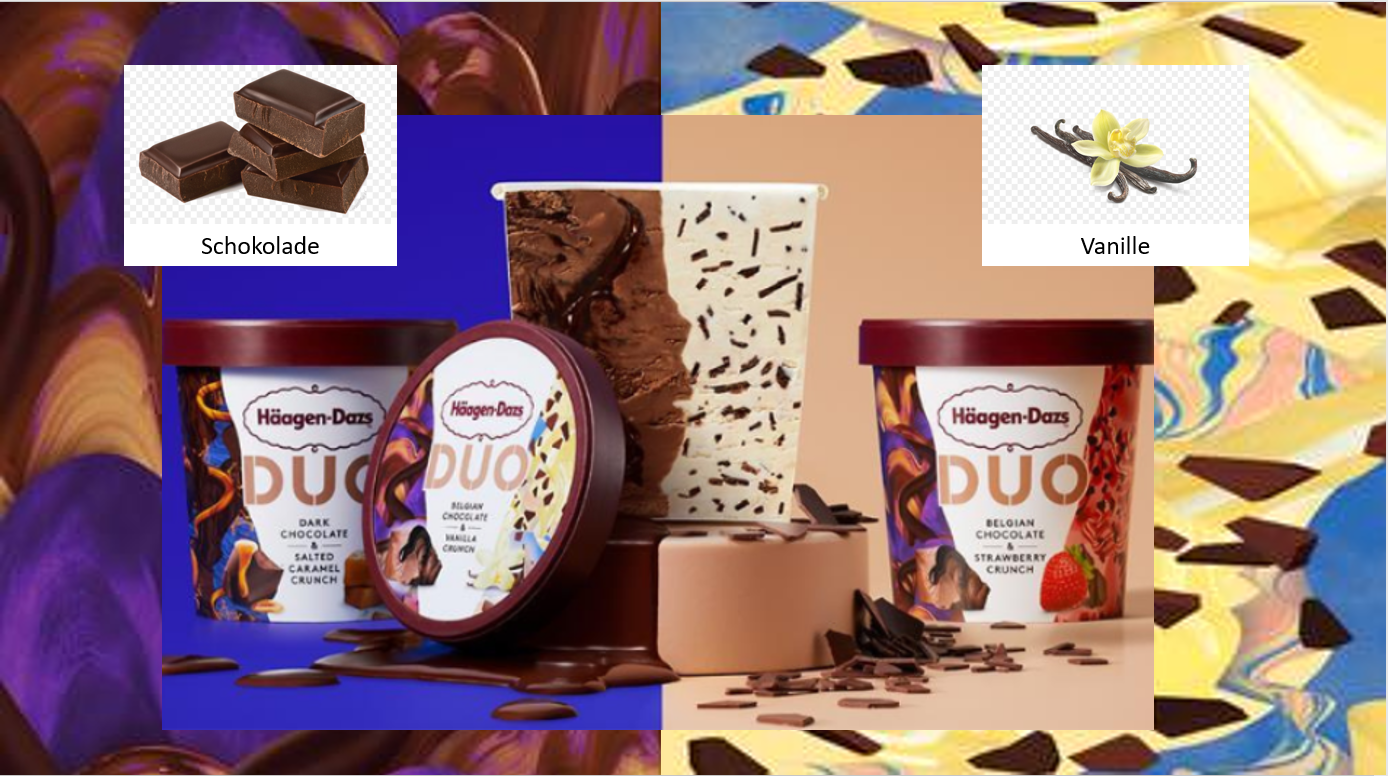 Schokolade
Vanille
Häagen-Dazs
DUO
DARK
CHOCOLATE
&
SALTED
CARAMEL
CRUNCH
Häagen-Dazs
DUO
BELGIAN
CHOCOLATE
&
VANILLA
CRUNCH
Häagen-Dazs
DUO
BELGIAN
CHOCOLATE
&
STRAWBERRY
CRUNCH